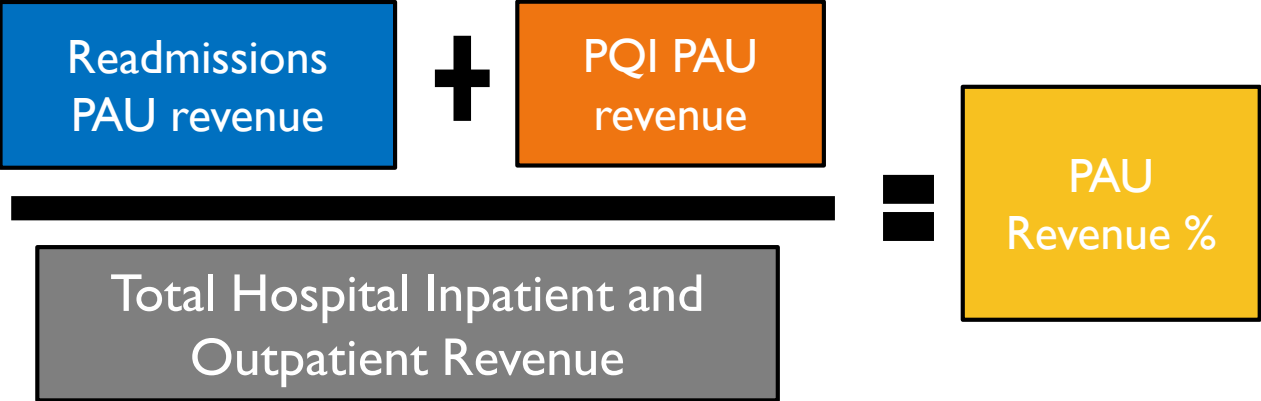 Readmissions
PAU revenue
+
PQI PAU
revenue
Total Hospital Inpatient and
Outpatient Revenue
=
PAU
Revenue %